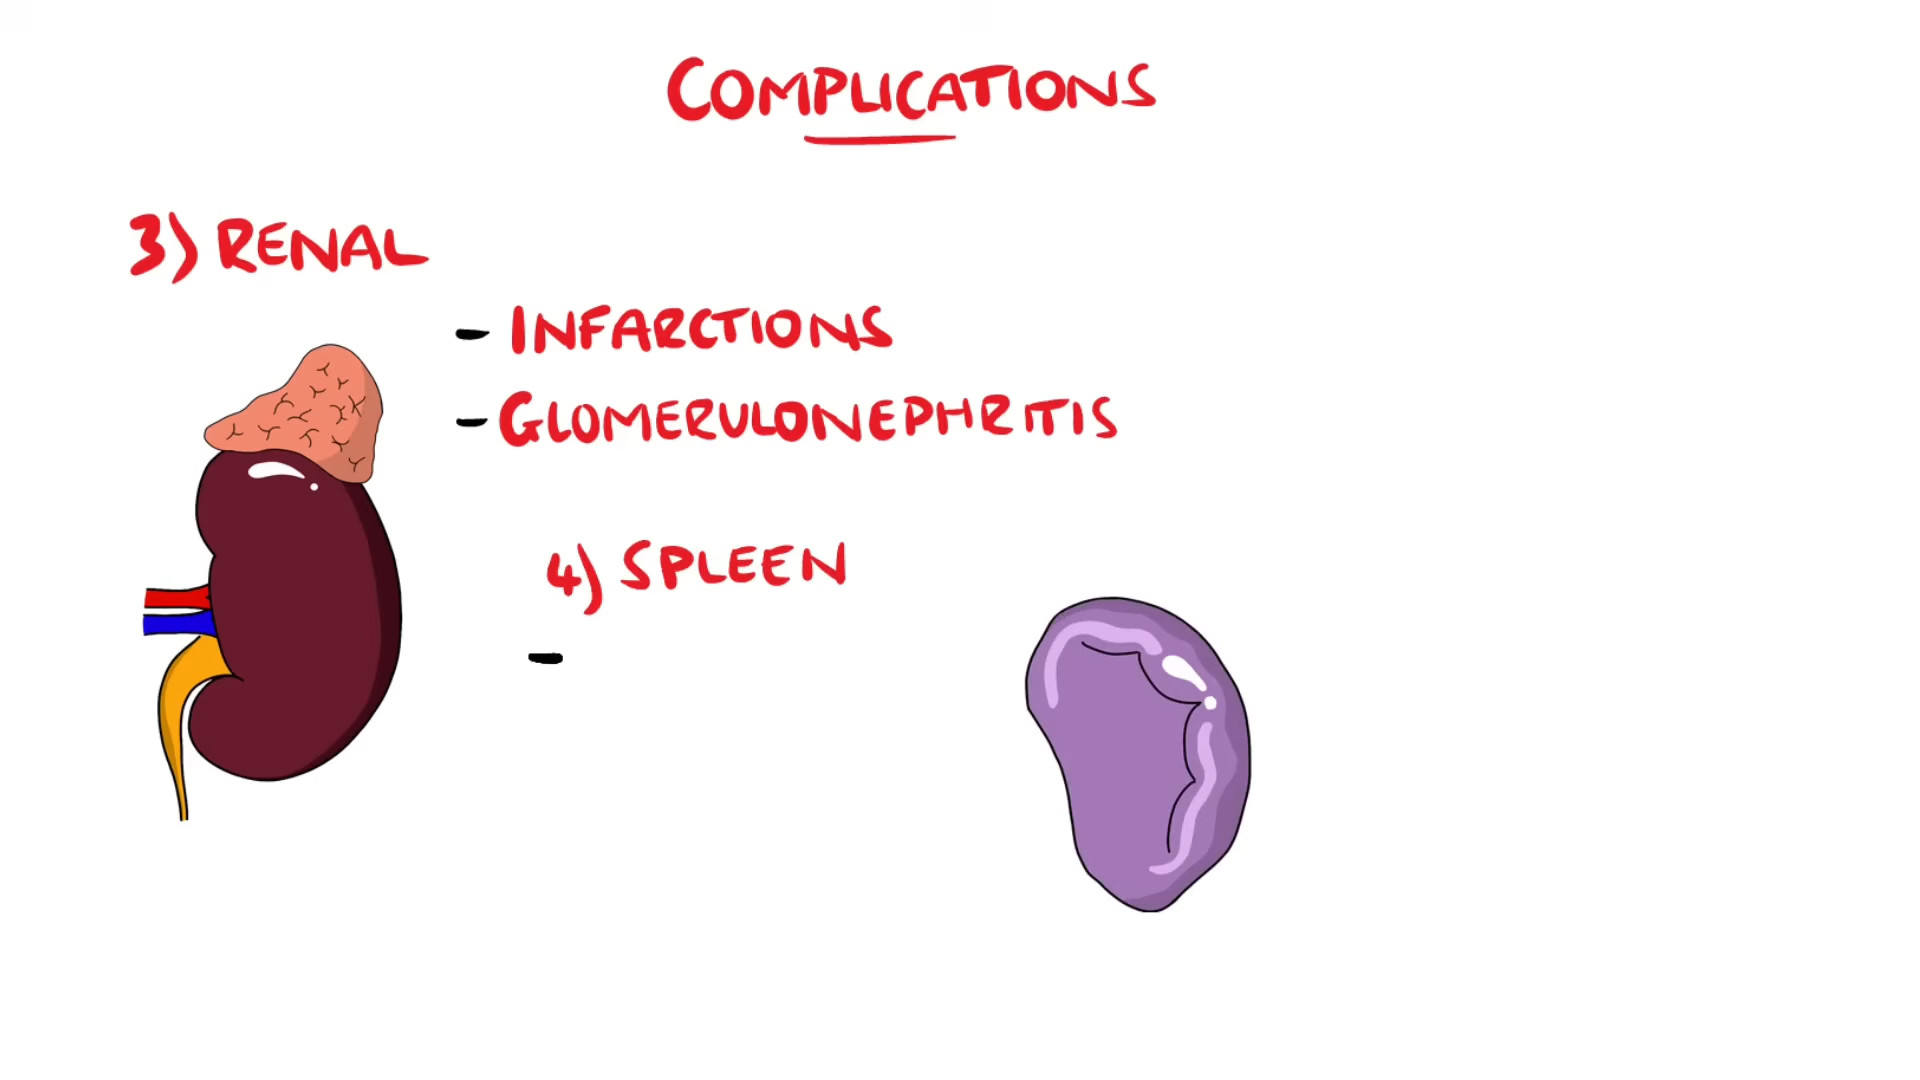 COMPLICATIONS
3) RENAL
- INFARCTIONS
- GLOMERULONEPHRITIS
4) SPLEEN
-